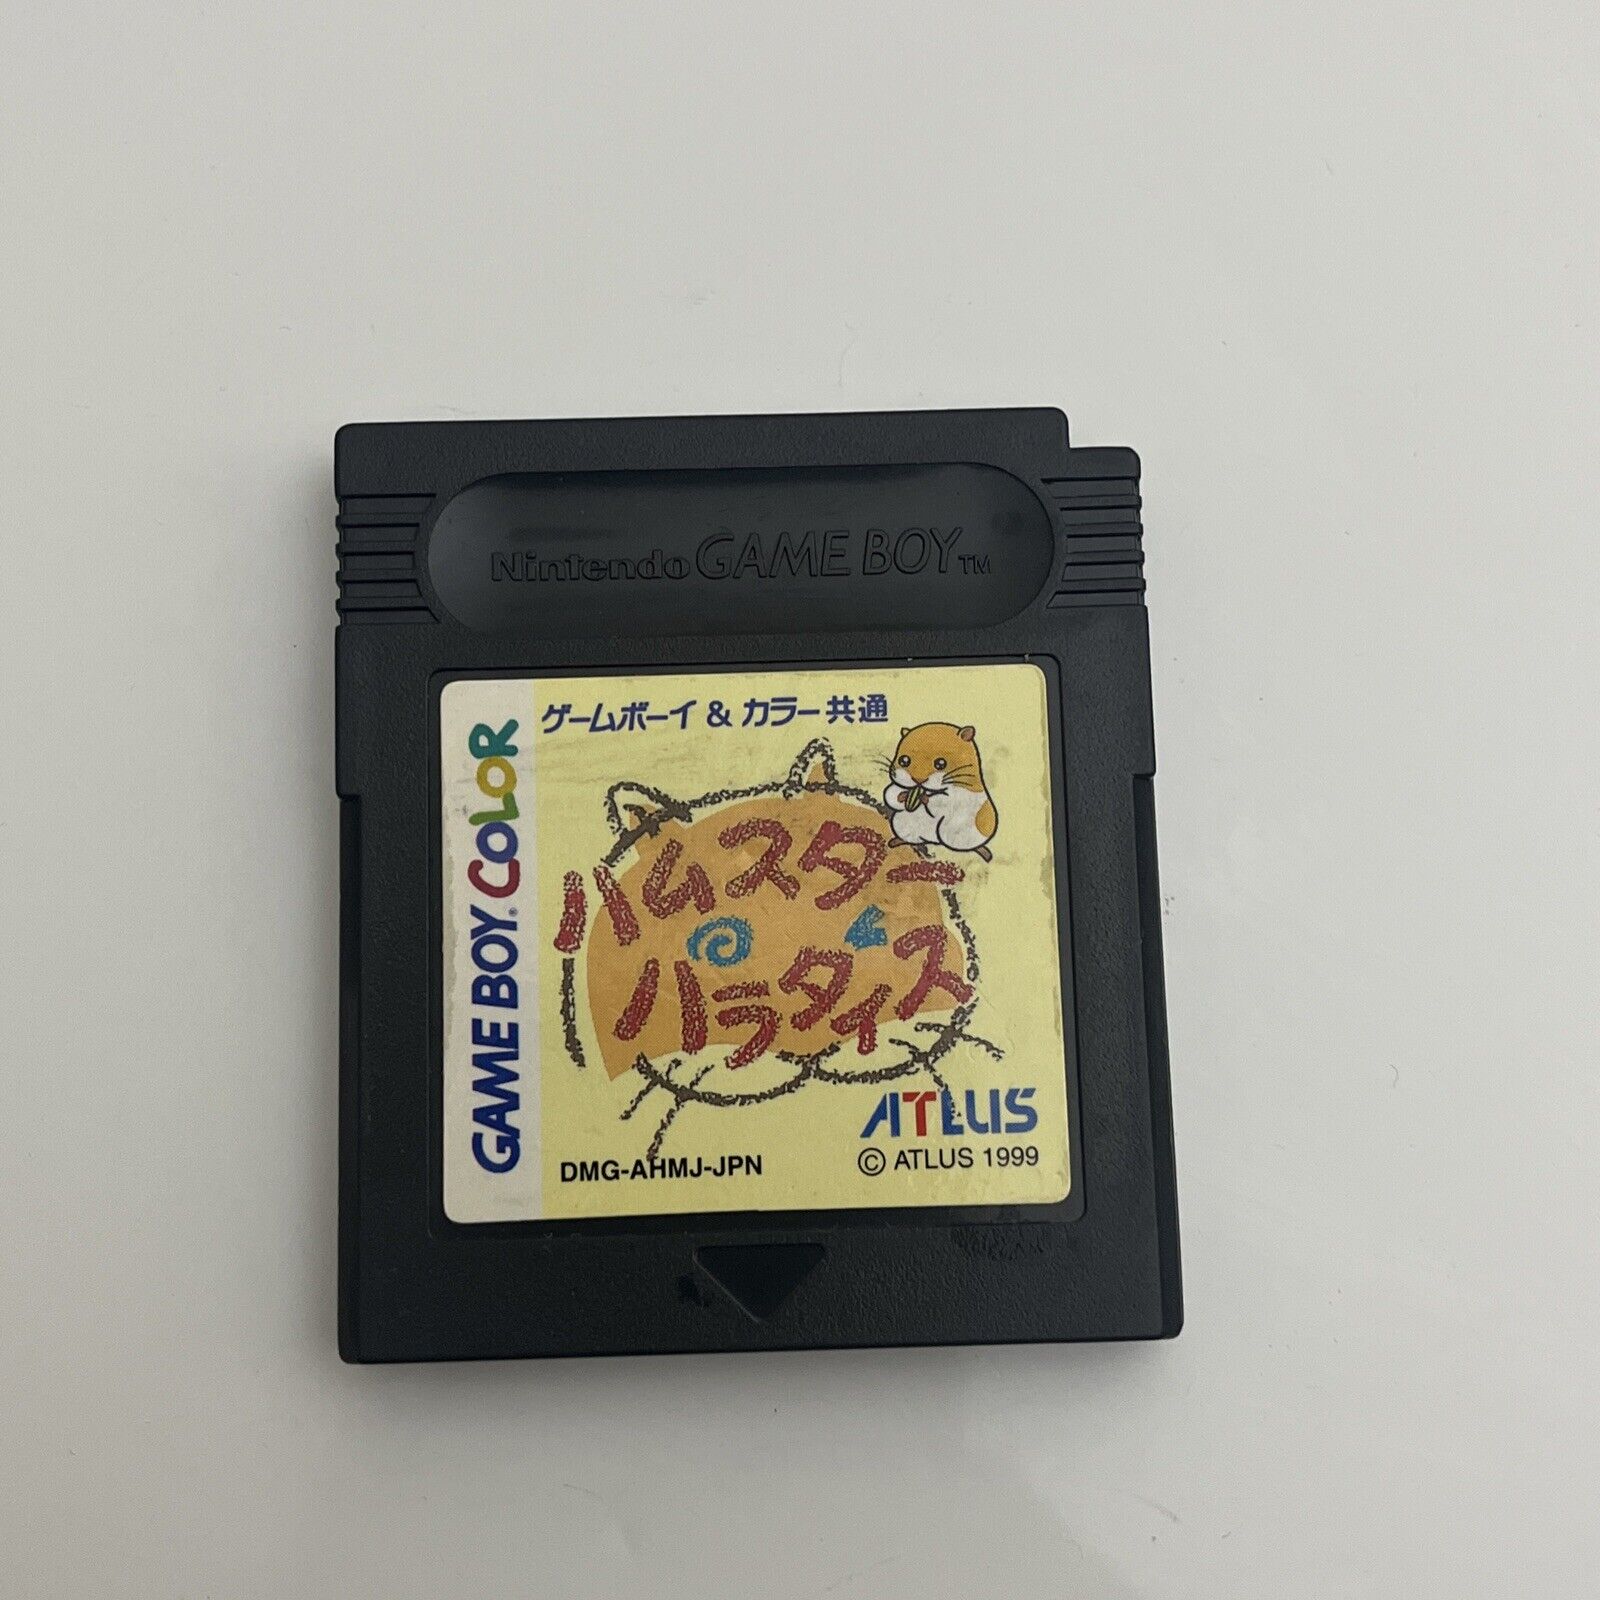 Nintendo GAME BOY™
GAME BOY® COLOR
ゲームボーイ & カラー共通
ハムスター
パラダイス
ATLUS
DMG-AHMJ-JPN
© ATLUS 1999